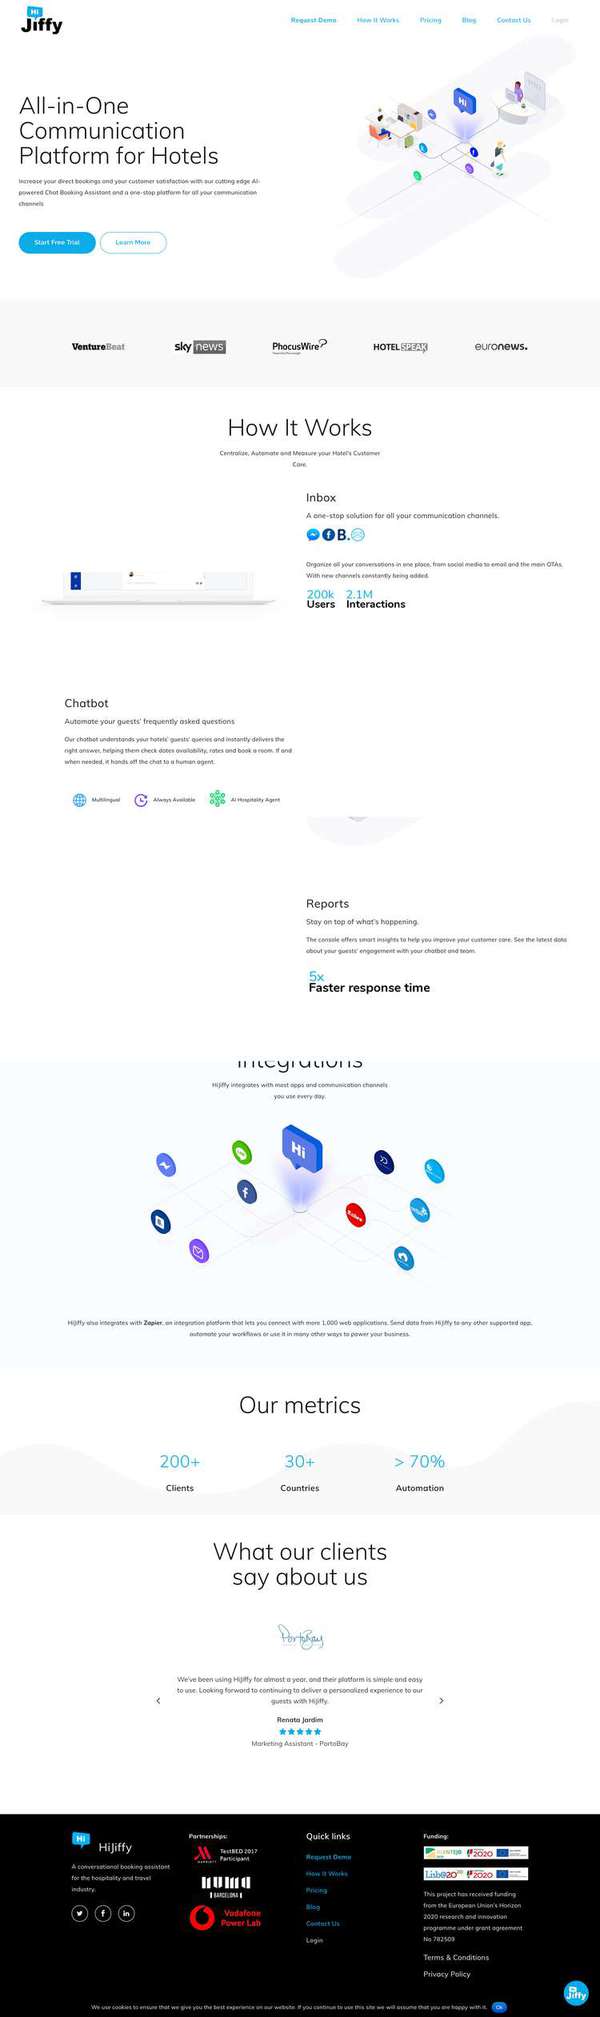 Hi
Jiffy
Request Demo How It Works Pricing Blog Contact Us Login
All-in-One
Communication
Platform for Hotels
Increase your direct bookings and your customer satisfaction with our cutting edge AI-
powered Chat Booking Assistant and a one-stop platform for all your communication
channels
Start Free Trial Learn More
Hi
VentureBeat sky news PhocusWire HOTEL SPEAK euronews.
How It Works
Centralize, Automate and Measure your Hotel's Customer
Care.
Inbox
A one-stop solution for all your communication channels.
B.
Organize all your conversations in one place, from social media to email and the main OTAs.
With new channels constantly being added.
200k 2.1M
Users Interactions
Chatbot
Automate your guests' frequently asked questions
Our chatbot understands your hotels' guests' queries and instantly delivers the
right answer, helping them check dates availability, rates and book a room. If and
when needed, it hands off the chat to a human agent.
Multilingual Always Available AI Hospitality Agent
Reports
Stay on top of what's happening.
The console offers smart insights to help you improve your customer care. See the latest data
about your guests' engagement with your chatbot and team.
5x
Faster response time
Integrations
HiJiffy integrates with most apps and communication channels
you use every day.
Hi
HiJiffy also integrates with Zapier, an integration platform that lets you connect with more 1,000 web applications. Send data from HiJiffy to any other supported app,
automate your workflows or use it in many other ways to power your business.
Our metrics
200+ 30+ > 70%
Clients Countries Automation
What our clients
say about us
PortoBay
We've been using HiJiffy for almost a year, and their platform is simple and easy
to use. Looking forward to continuing to deliver a personalized experience to our
guests with HiJiffy.
Renata Jardim
Marketing Assistant - PortoBay
Hi
HiJiffy
A conversational booking assistant
for the hospitality and travel
industry.
Partnerships:
MARRIOTT
TestBED 2017
Participant
BARCELONA
Vodafone
Power Lab
Quick links
Request Demo
How It Works
Pricing
Blog
Contact Us
Login
Funding:
ALENTEJO 2020
Lisb@20 2020
This project has received funding
from the European Union's Horizon
2020 research and innovation
programme under grant agreement
No 782509
Terms & Conditions
Privacy Policy
Jiffy
We use cookies to ensure that we give you the best experience on our website. If you continue to use this site we will assume that you are happy with it. Ok